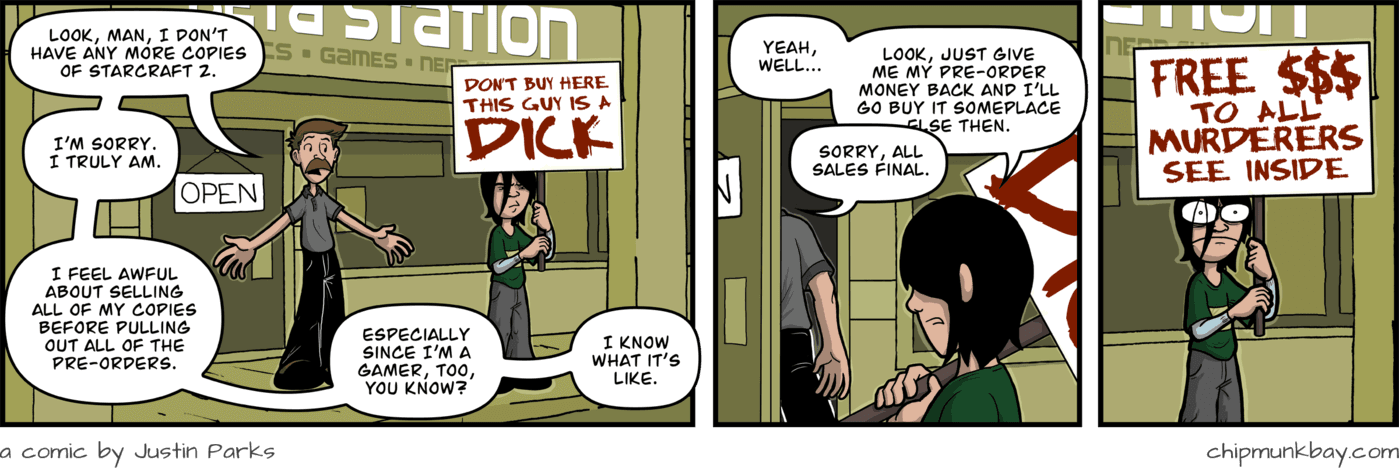 STATION
GAMES
LOOK, MAN, I DON'T
HAVE ANY MORE COPIES
OF STARCRAFT 2.
I'M SORRY.
I TRULY AM.
OPEN
DON'T BUY HERE
THIS GUY IS A
DICK
I FEEL AWFUL
ABOUT SELLING
ALL OF MY COPIES
BEFORE PULLING
OUT ALL OF THE
PRE-ORDERS.
ESPECIALLY
SINCE I'M A
GAMER, TOO,
YOU KNOW?
I KNOW
WHAT IT'S
LIKE.
YEAH,
WELL...
LOOK, JUST GIVE
ME MY PRE-ORDER
MONEY BACK AND I'LL
GO BUY IT SOMEPLACE
ELSE THEN.
SORRY, ALL
SALES FINAL.
N
FREE $$$
TO ALL
MURDERERS
SEE INSIDE
a comic by Justin Parks
chipmunkbay.com